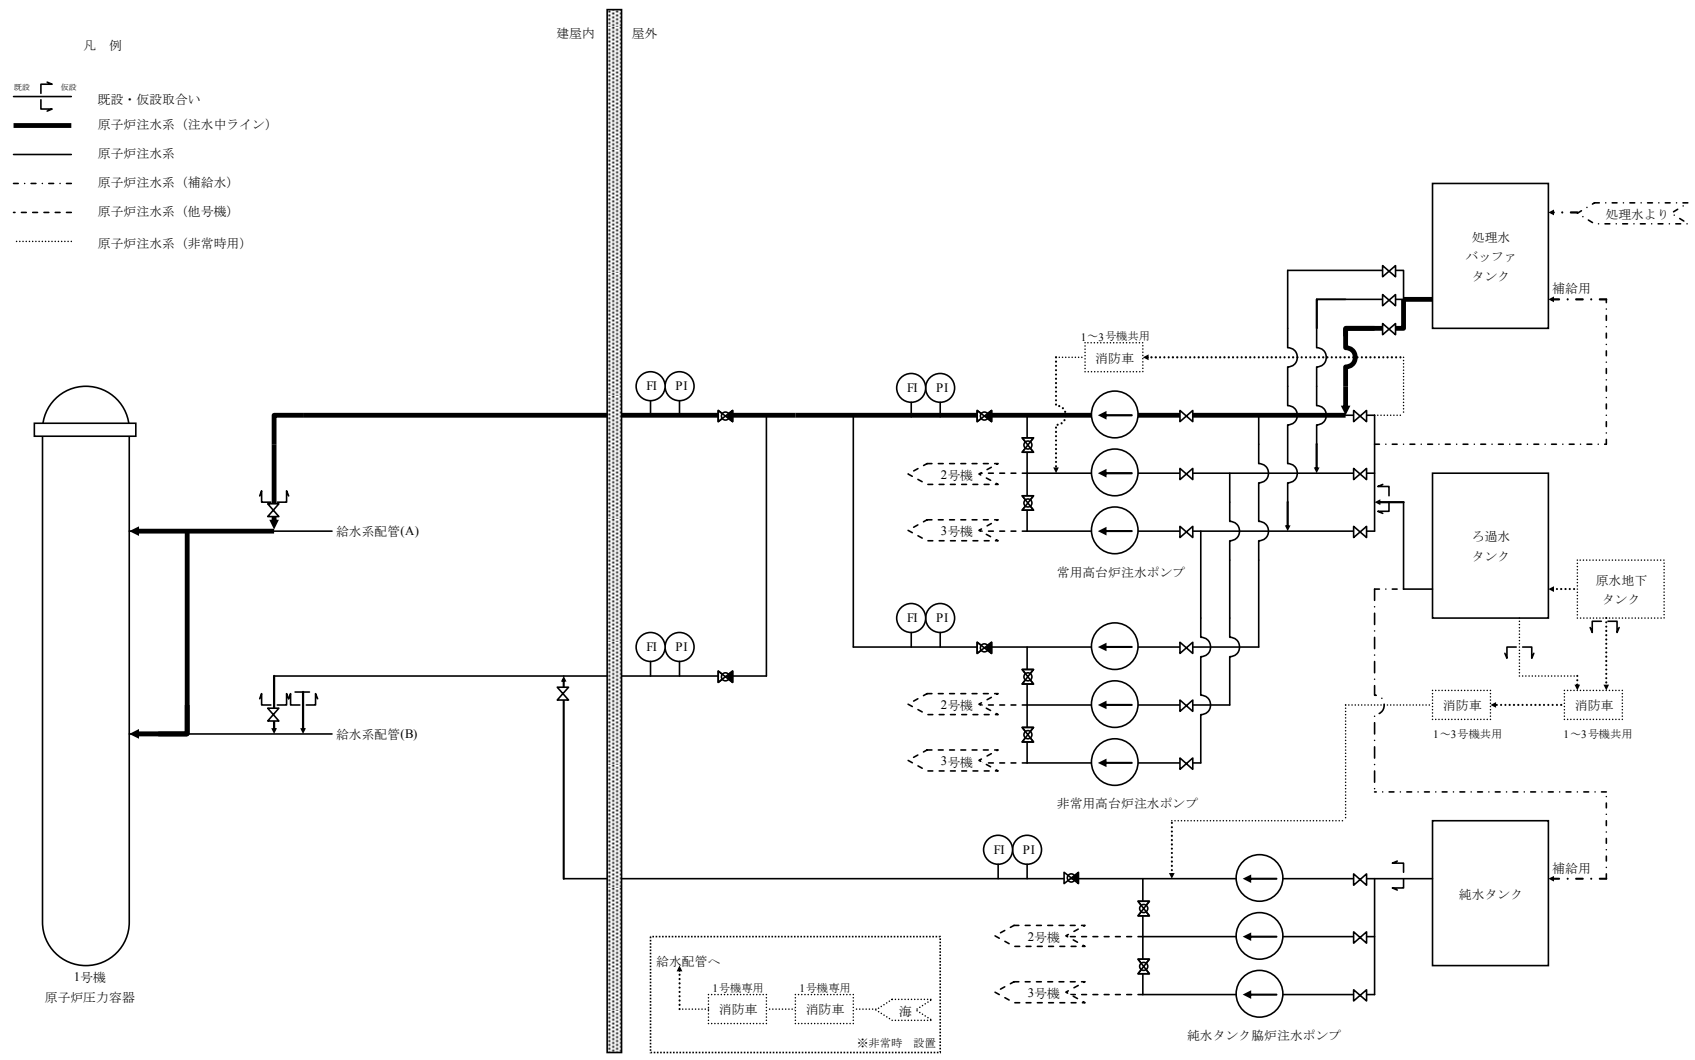 凡 例
既設 仮設
既設・仮設取合い
原子炉注水系（注水中ライン）
原子炉注水系
原子炉注水系（補給水）
原子炉注水系（他号機）
原子炉注水系（非常時用）
建屋内 屋外
処理水より
処理水
バッファ
タンク
補給用
1～3号機共用
消防車
FI PI
FI PI
2号機
3号機
常用高台炉注水ポンプ
給水系配管(A)
ろ過水
タンク
原水地下
タンク
FI PI
FI PI
2号機
3号機
非常用高台炉注水ポンプ
消防車
1～3号機共用
消防車
1～3号機共用
給水系配管(B)
FI PI
補給用
純水タンク
2号機
3号機
純水タンク脇炉注水ポンプ
1号機
原子炉圧力容器
給水配管へ
1号機専用
消防車
1号機専用
消防車
海
※非常時 設置